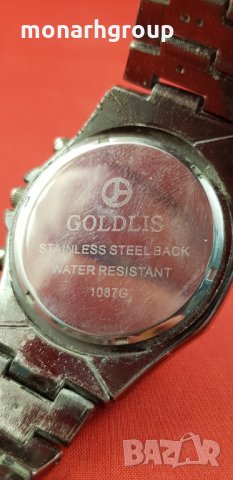 monarhgroup
GOLDLIS
STAINLESS STEEL BACK
WATER RESISTANT
1087G
BAZAR